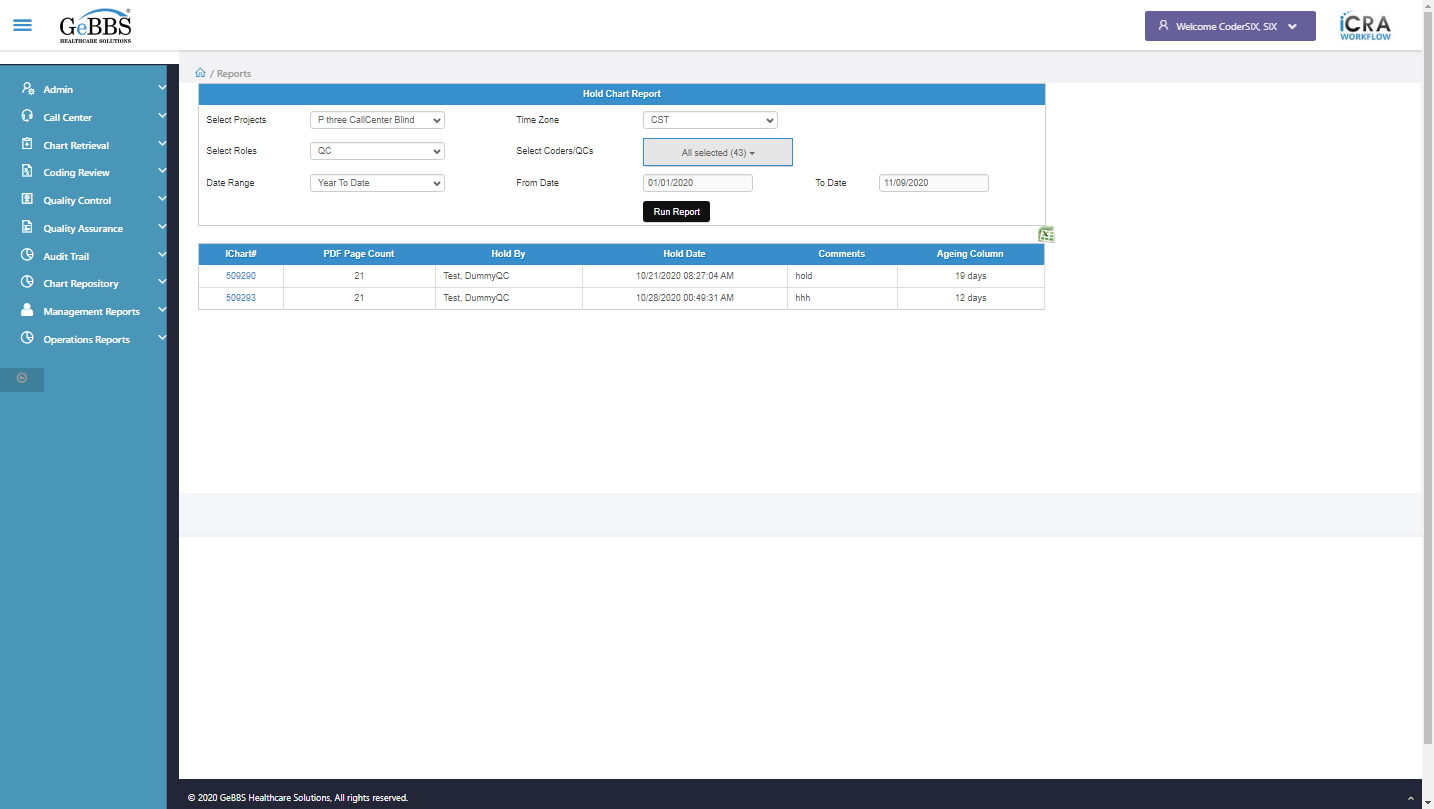 GeBBS®
HEALTHCARE SOLUTIONS
Welcome CoderSIX, SIX
iCRA
WORKFLOW
/ Reports
Admin
Call Center
Chart Retrieval
Coding Review
Quality Control
Quality Assurance
Audit Trail
Chart Repository
Management Reports
Operations Reports
Hold Chart Report
Select Projects P three CallCenter Blind Time Zone CST
Select Roles QC Select Coders/QCs All selected (43)
Date Range Year To Date From Date 01/01/2020 To Date 11/09/2020
Run Report
IChart# PDF Page Count Hold By Hold Date Comments Ageing Column
509290 21 Test, DummyQC 10/21/2020 08:27:04 AM hold 19 days
509293 21 Test, DummyQC 10/28/2020 00:49:31 AM hhh 12 days
© 2020 GeBBS Healthcare Solutions, All rights reserved.